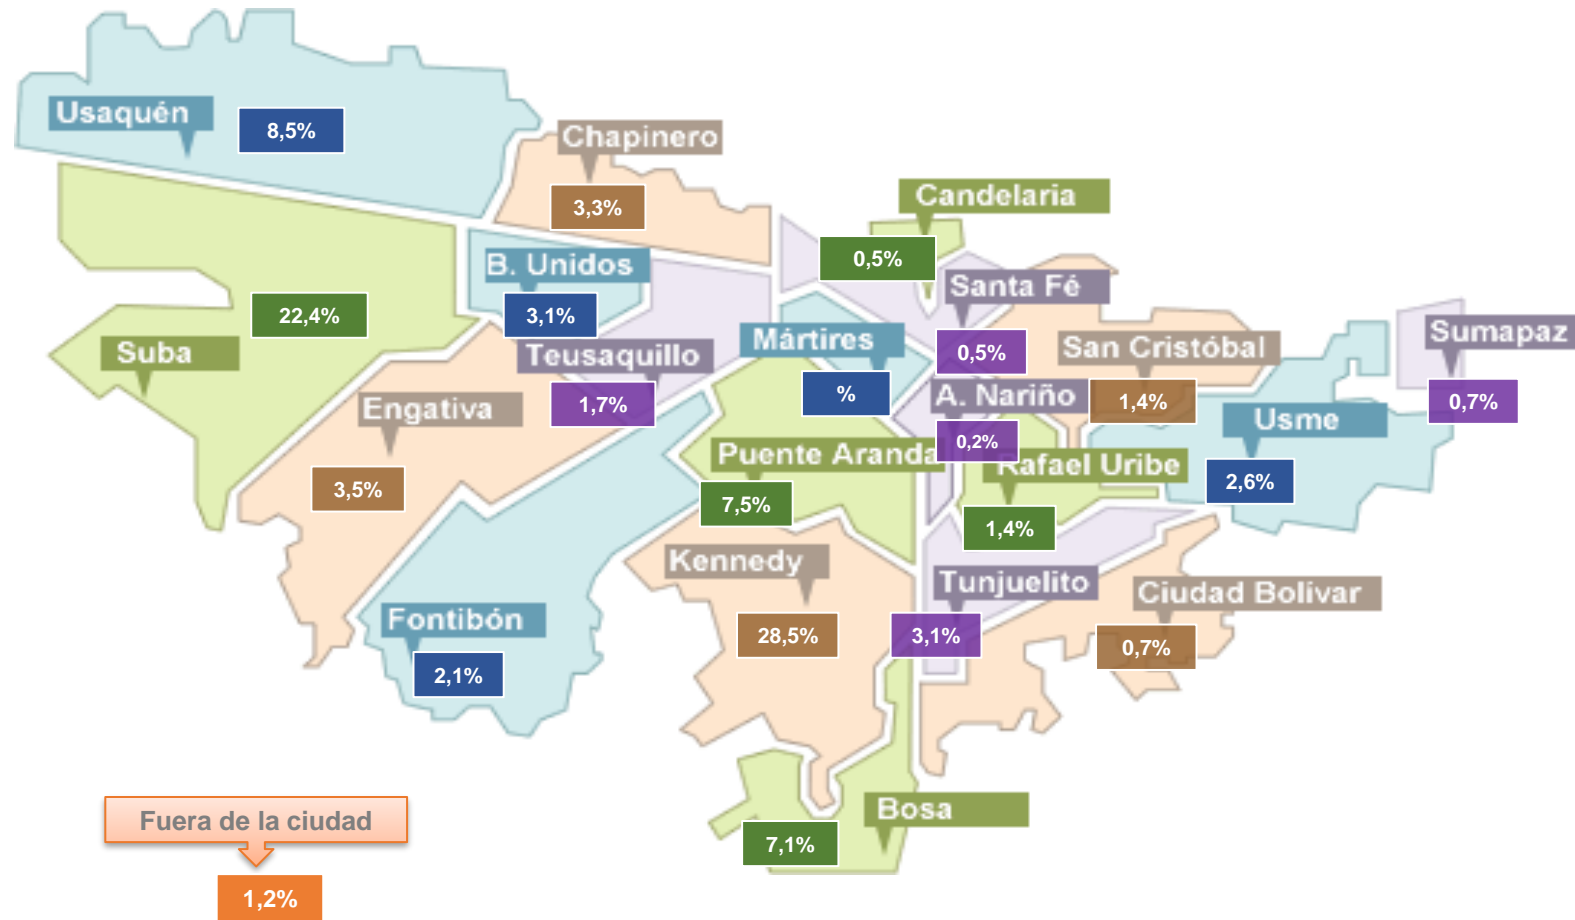 Usaquén
8,5%
Chapinero
3,3%
Candelaria
0,5%
B. Unidos
3,1%
Santa Fé
0,5%
22,4%
Suba
Teusaquillo
1,7%
Mártires
%
San Cristóbal
1,4%
Sumapaz
0,7%
Engativa
3,5%
A. Nariño
0,2%
Usme
2,6%
Puente Aranda
7,5%
Rafael Uribe
1,4%
Kennedy
28,5%
Tunjuelito
3,1%
Ciudad Bolivar
0,7%
Fontibón
2,1%
Bosa
7,1%
Fuera de la ciudad
1,2%